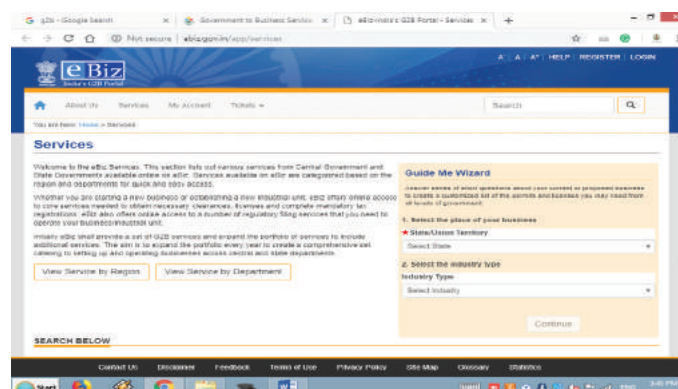 g2b - Google Search
Government to Business Service
eBiz-India's G2B Portal - Services
Not secure | ebiz.gov.in/app/services
A⁻ | A | A⁺ | HELP | REGISTER | LOGIN
eBiz
India's G2B Portal
About Us Services My Account Tickets
Search
You are here: Home > Services
Services
Welcome to the eBiz Services. This section lists out various services from Central Government and
State Governments available online on eBiz. Services available on eBiz are categorized based on the
region and departments for quick and easy access.
Whether you are starting a new business or establishing a new industrial unit, eBiz offers online access
to core services needed to obtain necessary clearances, licenses and complete mandatory tax
registrations. eBiz also offers online access to a number of regulatory filing services that you need to
operate your business/industrial unit.
Initially eBiz shall provide a set of G2B services and expand the portfolio of services to include
additional services. The aim is to expand the portfolio every year to create a comprehensive set
catering to setting up and operating businesses across central and state departments.
View Service by Region View Service by Department
Guide Me Wizard
Answer series of short questions about your current or proposed business
to create a customized list of the permits and licenses you may need from
all levels of government.
1. Select the place of your business
★State/Union Territory
Select State
2. Select the industry type
Industry Type
Select Industry
Continue
SEARCH BELOW
Contact Us Disclaimer Feedback Terms of Use Privacy Policy Site Map Glossary Statistics
Start
3:45 PM